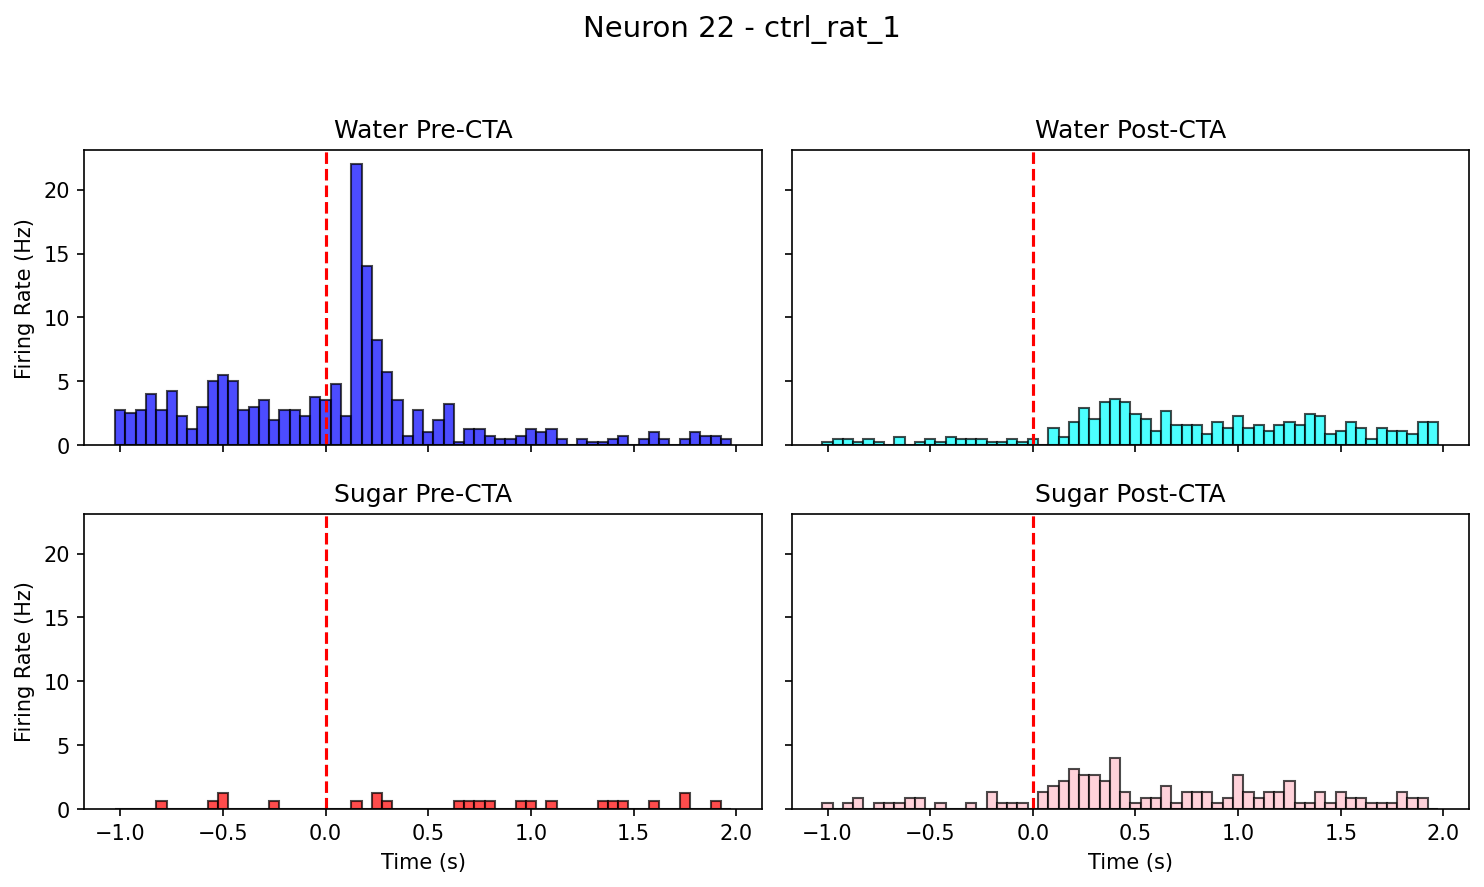 Neuron 22 - ctrl_rat_1
Water Pre-CTA
Water Post-CTA
Firing Rate (Hz)
20
15
10
5
0
Sugar Pre-CTA
Sugar Post-CTA
Firing Rate (Hz)
20
15
10
5
0
−1.0 −0.5 0.0 0.5 1.0 1.5 2.0
−1.0 −0.5 0.0 0.5 1.0 1.5 2.0
Time (s)
Time (s)